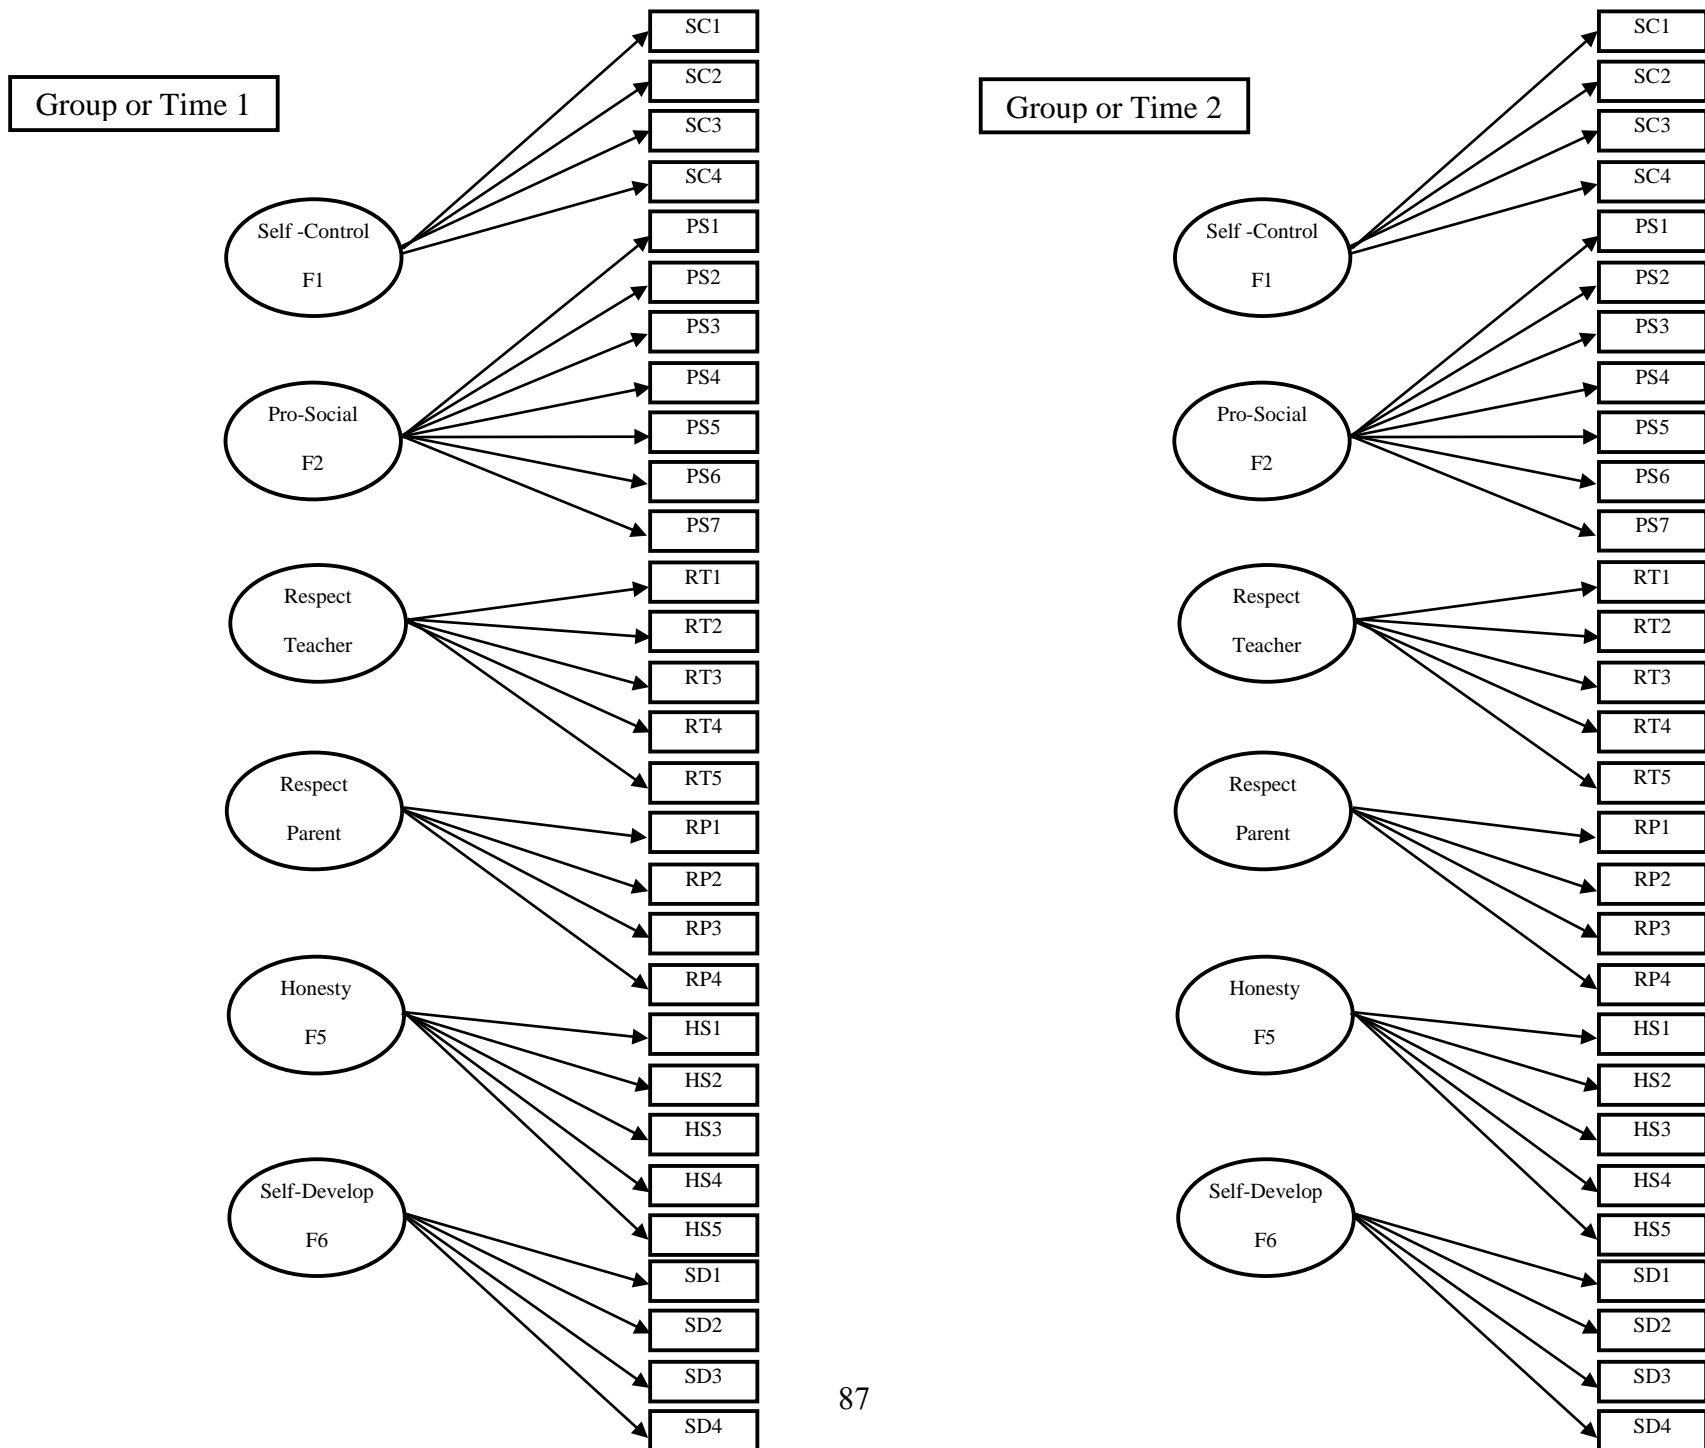 Group or Time 1
Self -Control
F1
Pro-Social
F2
Respect
Teacher
Respect
Parent
Honesty
F5
Self-Develop
F6
SC1
SC2
SC3
SC4
PS1
PS2
PS3
PS4
PS5
PS6
PS7
RT1
RT2
RT3
RT4
RT5
RP1
RP2
RP3
RP4
HS1
HS2
HS3
HS4
HS5
SD1
SD2
SD3
SD4
Group or Time 2
Self -Control
F1
Pro-Social
F2
Respect
Teacher
Respect
Parent
Honesty
F5
Self-Develop
F6
SC1
SC2
SC3
SC4
PS1
PS2
PS3
PS4
PS5
PS6
PS7
RT1
RT2
RT3
RT4
RT5
RP1
RP2
RP3
RP4
HS1
HS2
HS3
HS4
HS5
SD1
SD2
SD3
SD4
87